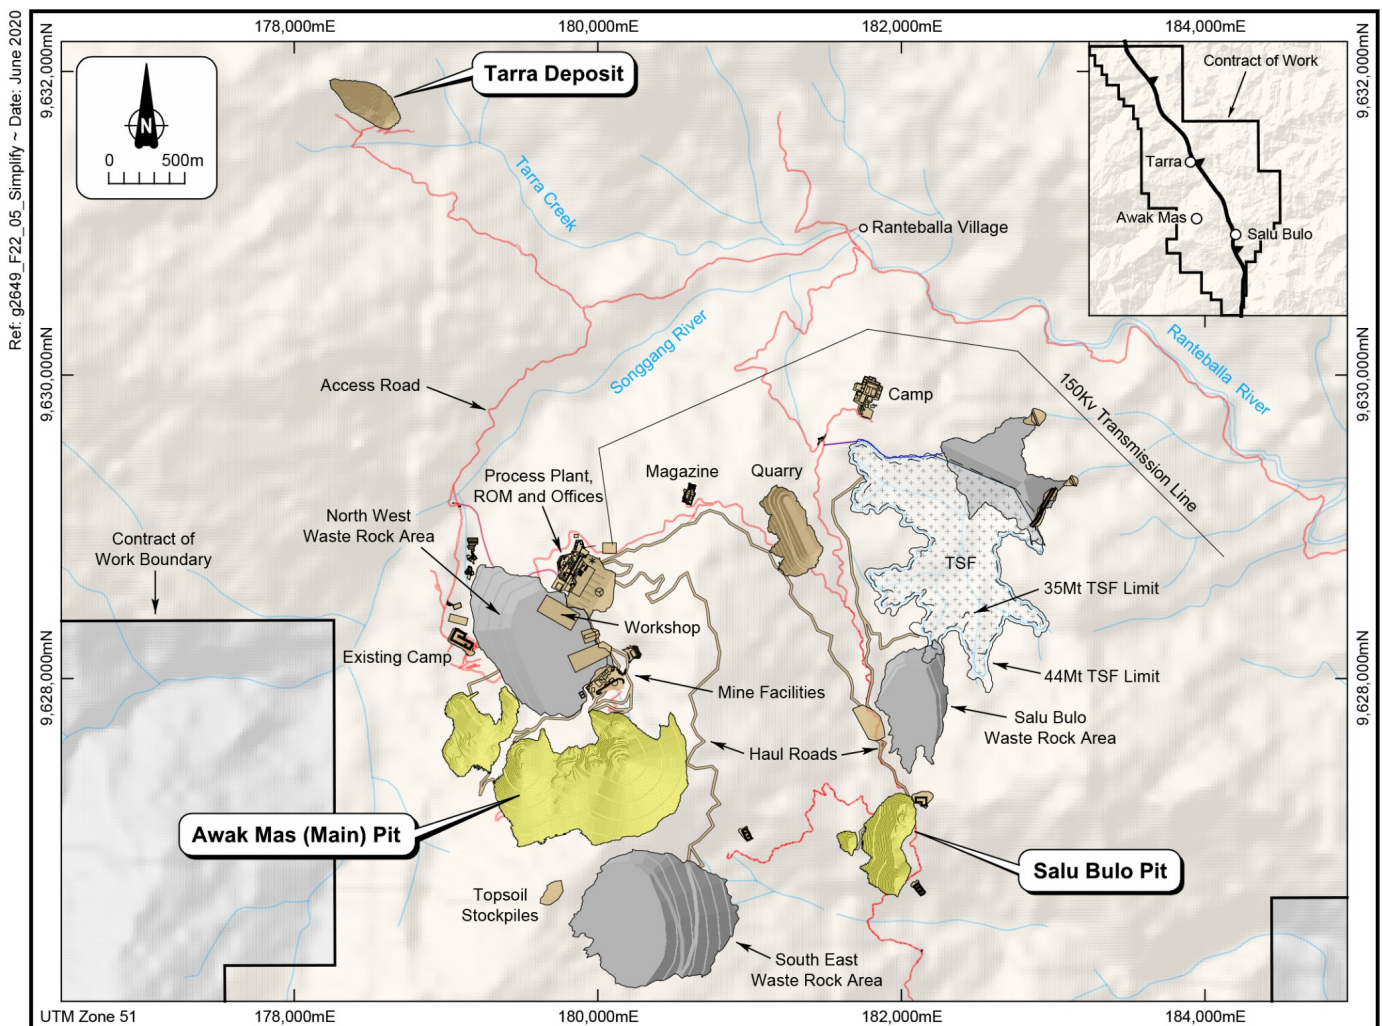 178,000mE
180,000mE
182,000mE
184,000mE
Ref: g2649_F22_05_Simplify ~ Date: June 2020
9,632,000mN
9,632,000mN
N
0 500m
Tarra Deposit
Contract of Work
Tarra
Awak Mas
Salu Bulo
Tarra Creek
Ranteballa Village
Songgang River
Ranteballa River
9,630,000mN
9,630,000mN
Access Road
150Kv Transmission Line
Camp
Process Plant,
ROM and Offices
Magazine
Quarry
North West
Waste Rock Area
Contract of
Work Boundary
TSF
35Mt TSF Limit
Workshop
Existing Camp
44Mt TSF Limit
9,628,000mN
9,628,000mN
Mine Facilities
Salu Bulo
Waste Rock Area
Haul Roads
Awak Mas (Main) Pit
Salu Bulo Pit
Topsoil
Stockpiles
South East
Waste Rock Area
UTM Zone 51
178,000mE
180,000mE
182,000mE
184,000mE